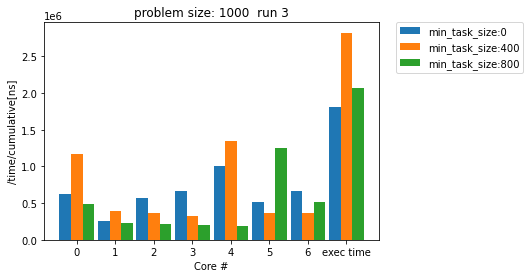 problem size: 1000  run 3
1e6
min_task_size:0
min_task_size:400
min_task_size:800
2.5
2.0
1.5
1.0
0.5
0.0
/time/cumulative[ns]
0 1 2 3 4 5 6 exec time
Core #